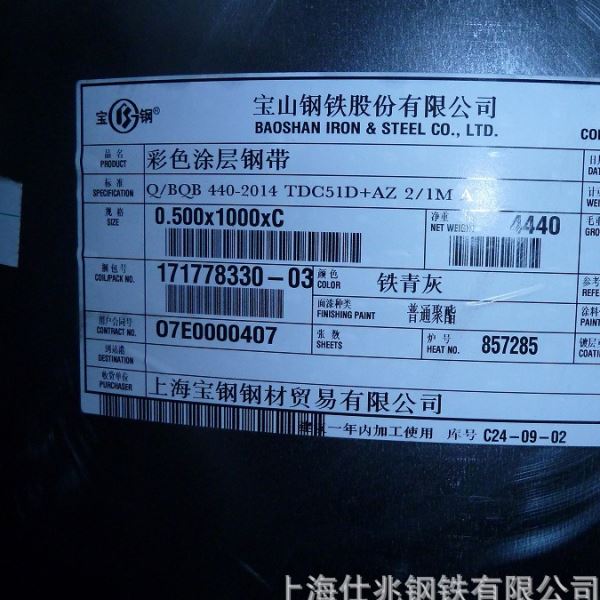 宝钢®
宝山钢铁股份有限公司
BAOSHAN IRON & STEEL CO., LTD.
品名 PRODUCT 彩色涂层钢带
标准 SPECIFICATION Q/BQB 440-2014 TDC51D+AZ 2/1M A
规格 SIZE 0.500x1000xC 净重 NET WEIGHT 4440
捆包号 COIL/PACK NO. 171778330-03 颜色 COLOR 铁青灰
面漆种类 FINISHING PAINT 普通聚酯
用户合同号 CONTRACT NO. 07E0000407 张数 SHEETS 炉号 HEAT NO. 857285
到站港 DESTINATION
收货单位 PURCHASER 上海宝钢钢材贸易有限公司
一年内加工使用 库号 C24-09-02
上海仕兆钢铁有限公司